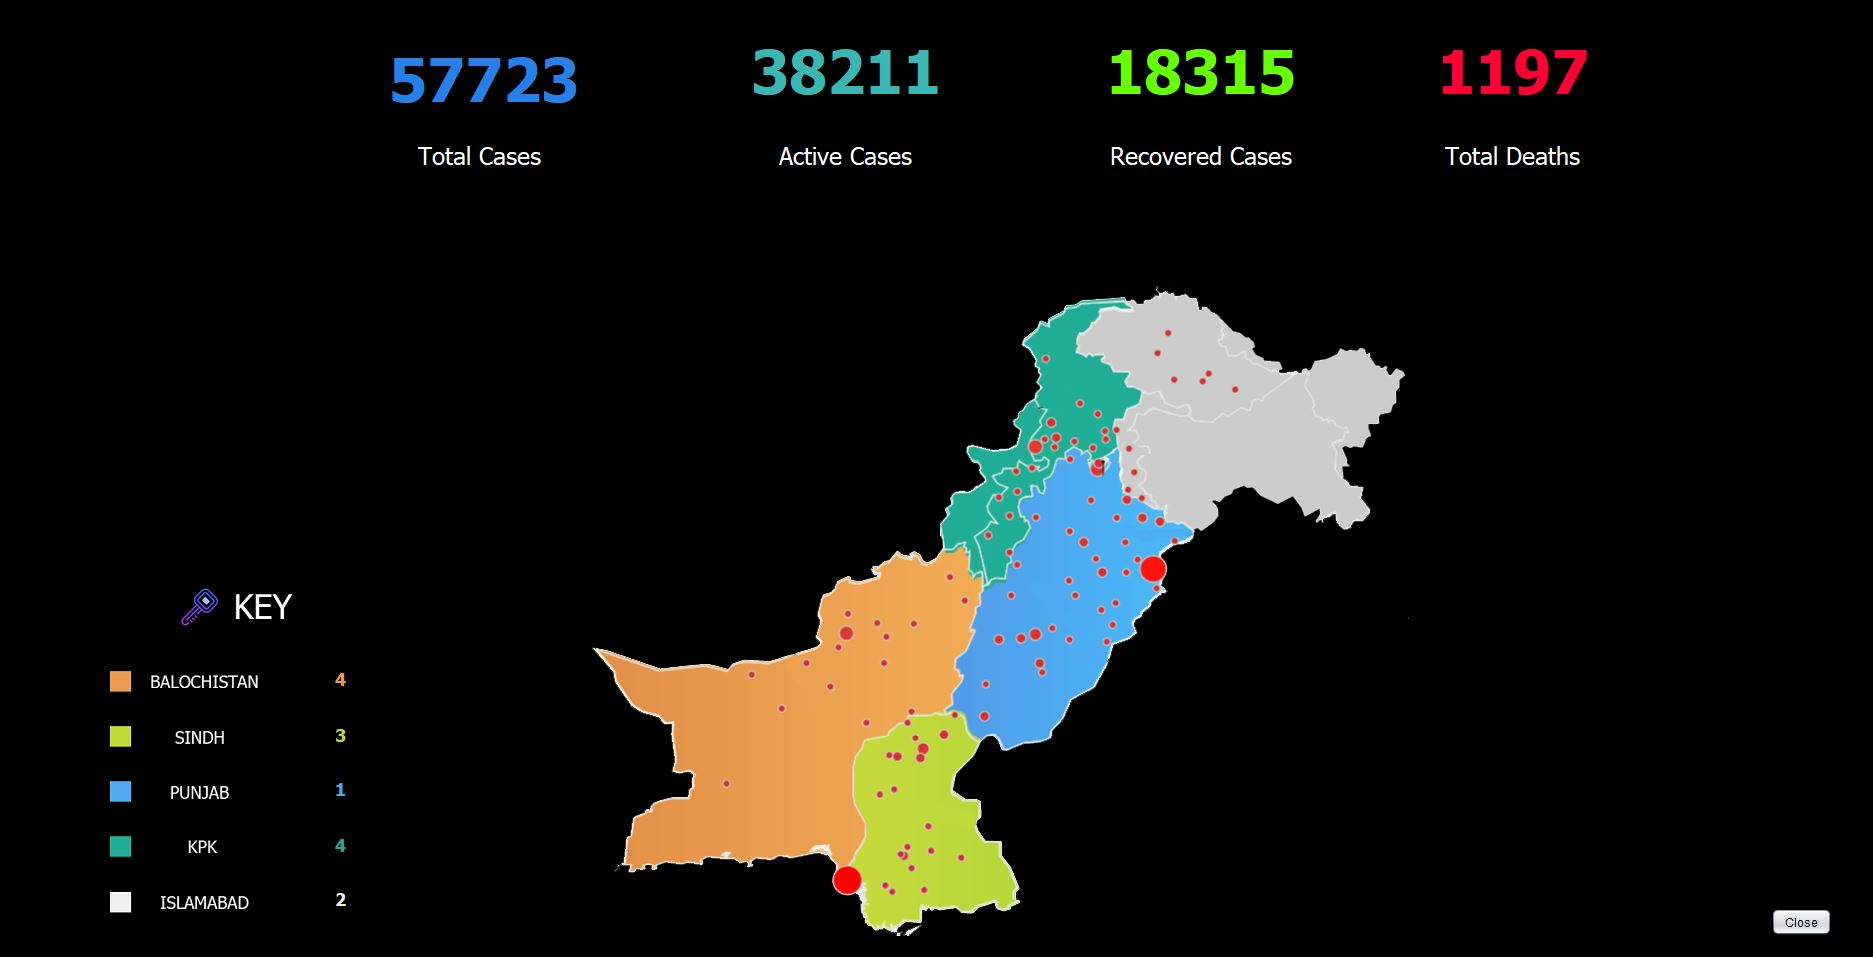 57723 38211 18315 1197
Total Cases Active Cases Recovered Cases Total Deaths
KEY
BALOCHISTAN 4
SINDH 3
PUNJAB 1
KPK 4
ISLAMABAD 2
Close